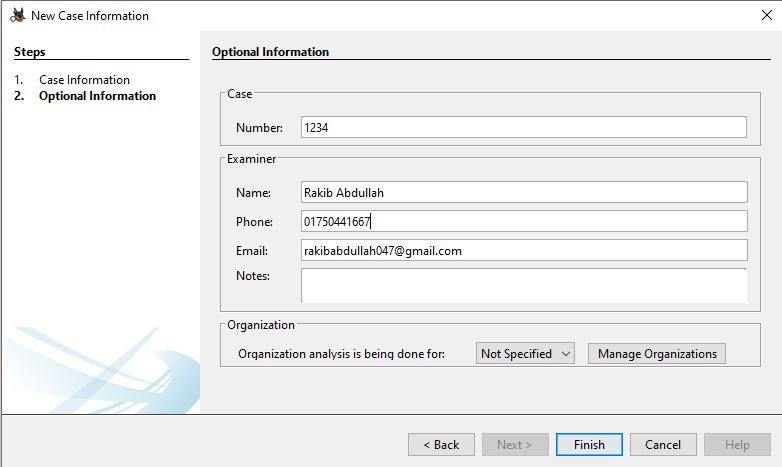 New Case Information
Steps
1. Case Information
2. Optional Information
Optional Information
Case
Number: 1234
Examiner
Name: Rakib Abdullah
Phone: 01750441667
Email: rakibabdullah047@gmail.com
Notes:
Organization
Organization analysis is being done for: Not Specified Manage Organizations
< Back Next > Finish Cancel Help